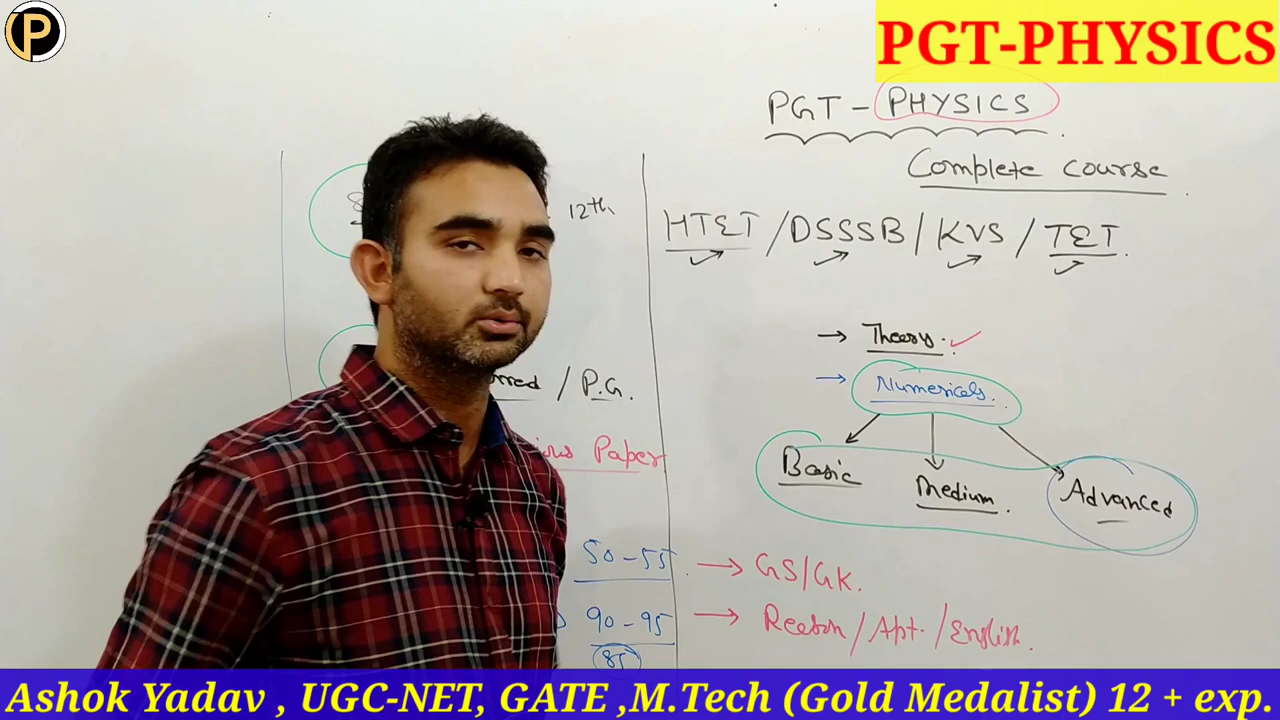 P
PGT-PHYSICS
PGT - PHYSICS
Complete course
12th
HTET / DSSSB / KVS / TET.
→ Theory.
→ Numericals.
/ P.G.
Basic
Medium.
Advanced
Paper
50-55
→ GS/GK.
90-95
→ Reason / Apt. / English.
85
Ashok Yadav , UGC-NET, GATE ,M.Tech (Gold Medalist) 12 + exp.